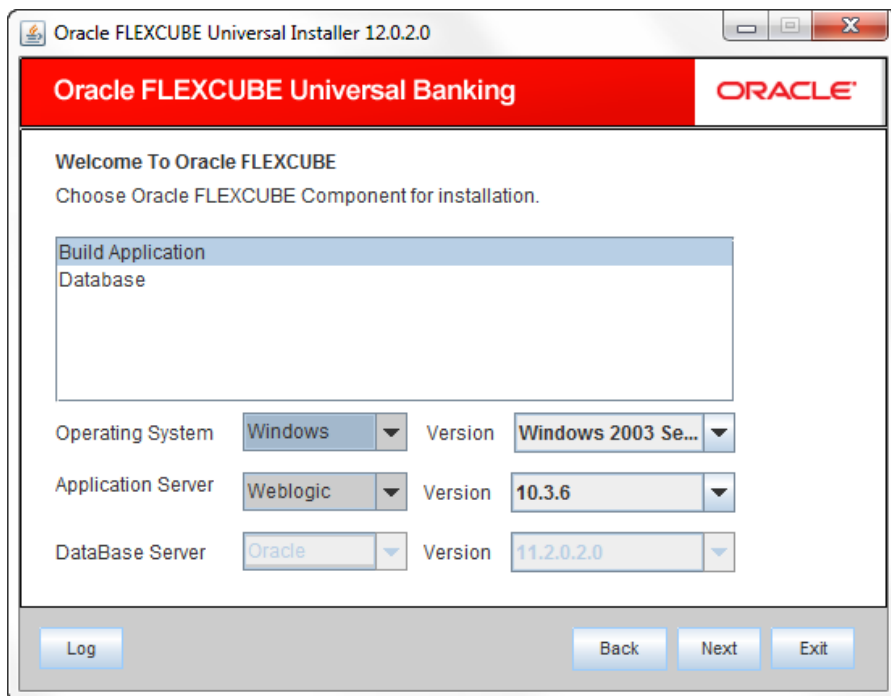 Oracle FLEXCUBE Universal Installer 12.0.2.0
Oracle FLEXCUBE Universal Banking
ORACLE
Welcome To Oracle FLEXCUBE
Choose Oracle FLEXCUBE Component for installation.
Build Application
Database
Operating System Windows Version Windows 2003 Se...
Application Server Weblogic Version 10.3.6
DataBase Server Oracle Version 11.2.0.2.0
Log Back Next Exit